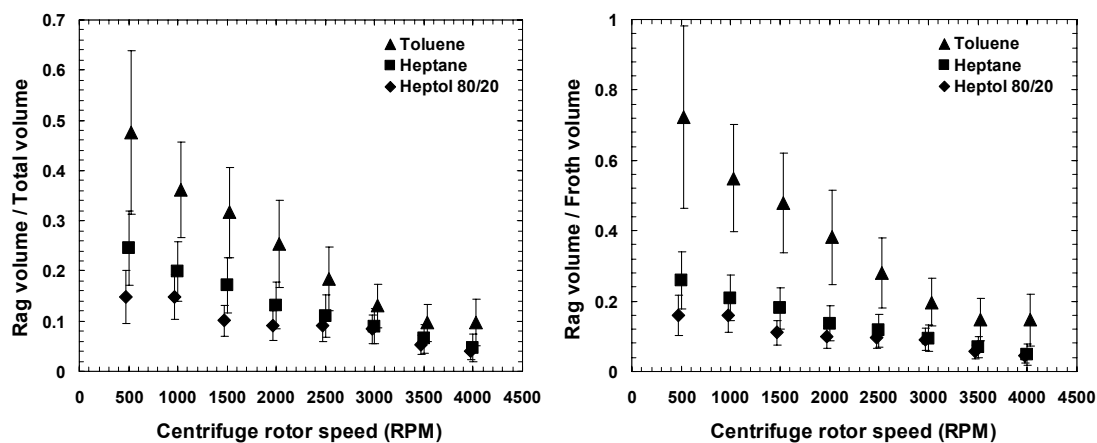 0.7
0.6
0.5
0.4
0.3
0.2
0.1
0
Rag volume / Total volume
Toluene
Heptane
Heptol 80/20
0 500 1000 1500 2000 2500 3000 3500 4000 4500
Centrifuge rotor speed (RPM)
1
0.8
0.6
0.4
0.2
0
Rag volume / Froth volume
Toluene
Heptane
Heptol 80/20
0 500 1000 1500 2000 2500 3000 3500 4000 4500
Centrifuge rotor speed (RPM)